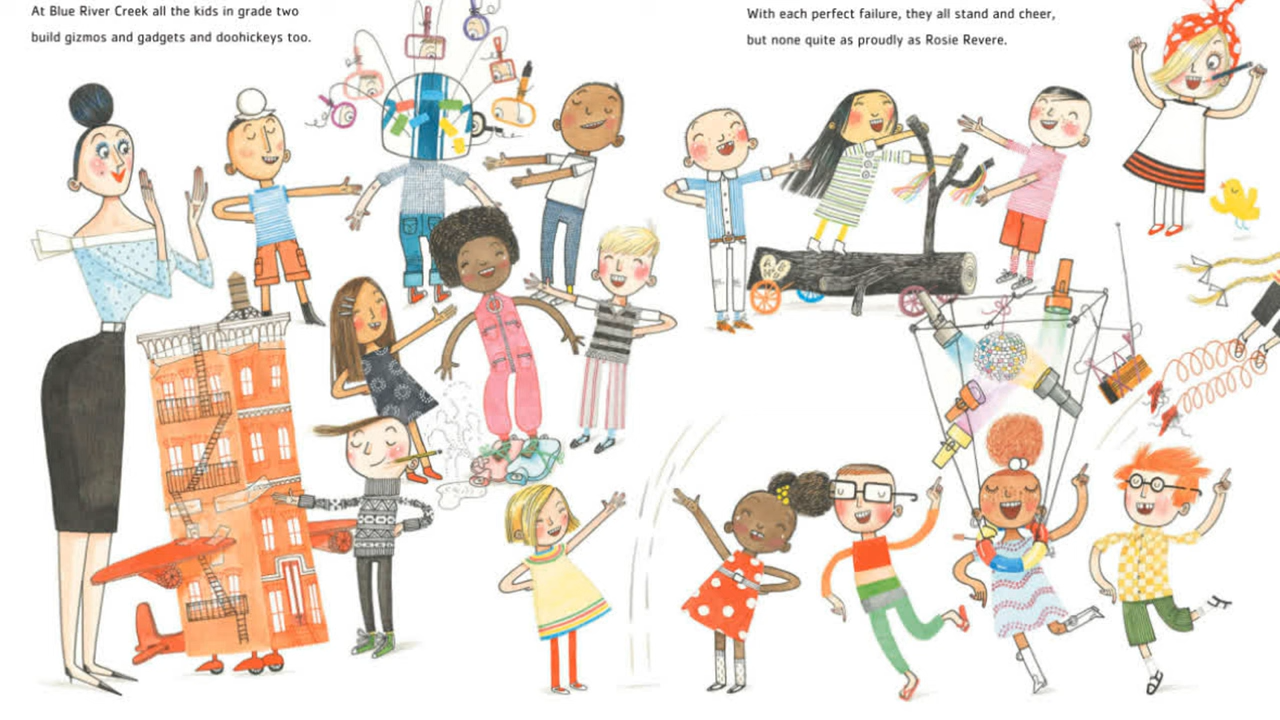 At Blue River Creek all the kids in grade two
build gizmos and gadgets and doohickeys too.
With each perfect failure, they all stand and cheer,
but none quite as proudly as Rosie Revere.